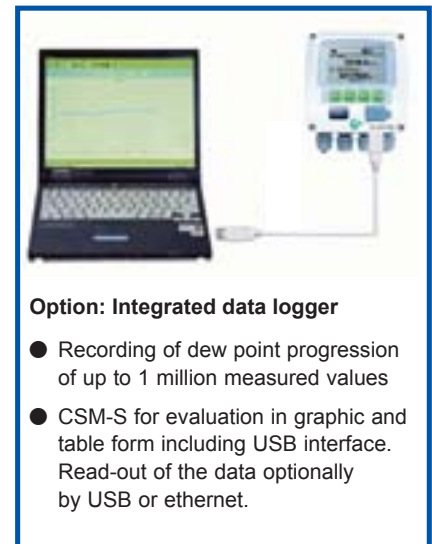 Option: Integrated data logger
● Recording of dew point progression
of up to 1 million measured values
● CSM-S for evaluation in graphic and
table form including USB interface.
Read-out of the data optionally
by USB or ethernet.